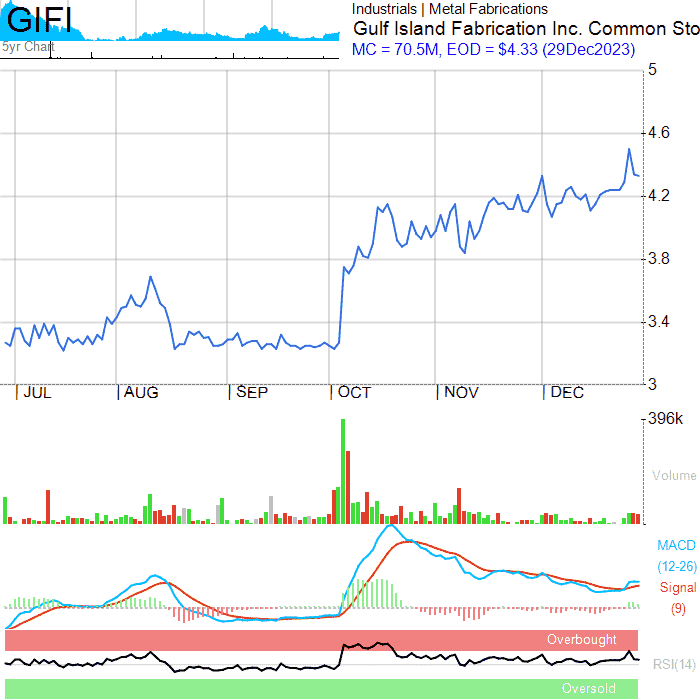 GIFI
5yr Chart
Industrials | Metal Fabrications
Gulf Island Fabrication Inc. Common Sto
MC = 70.5M, EOD = $4.33 (29Dec2023)
5
4.6
4.2
3.8
3.4
3
| JUL | AUG | SEP | OCT | NOV | DEC
396k
Volume
MACD
(12-26)
Signal
(9)
Overbought
RSI(14)
Oversold